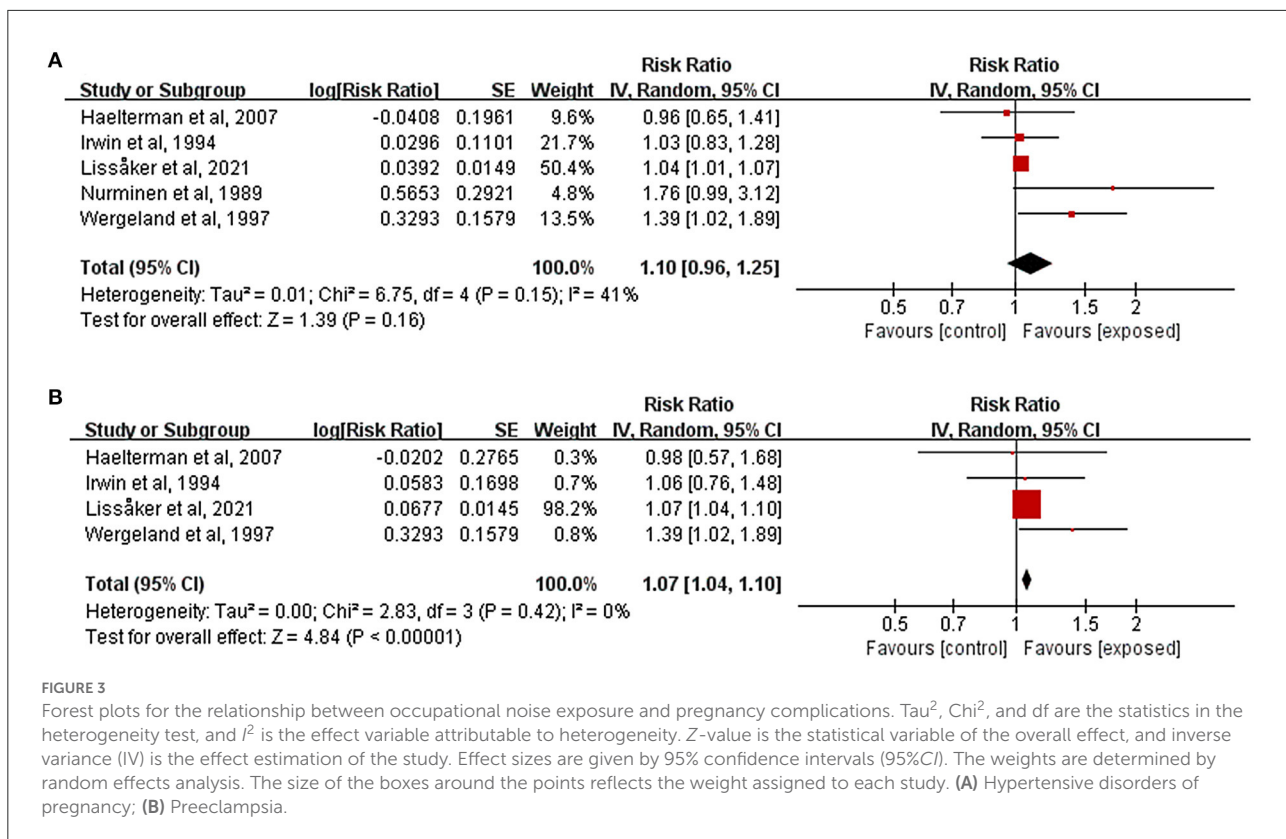 A
Risk Ratio Risk Ratio
Study or Subgroup log[Risk Ratio] SE Weight IV, Random, 95% CI IV, Random, 95% CI
Haelterman et al, 2007 -0.0408 0.1961 9.6% 0.96 [0.65, 1.41]
Irwin et al, 1994 0.0296 0.1101 21.7% 1.03 [0.83, 1.28]
Lissåker et al, 2021 0.0392 0.0149 50.4% 1.04 [1.01, 1.07]
Nurminen et al, 1989 0.5653 0.2921 4.8% 1.76 [0.99, 3.12]
Wergeland et al, 1997 0.3293 0.1579 13.5% 1.39 [1.02, 1.89]
Total (95% CI) 100.0% 1.10 [0.96, 1.25]
Heterogeneity: Tau² = 0.01; Chi² = 6.75, df = 4 (P = 0.15); I² = 41%
Test for overall effect: Z = 1.39 (P = 0.16)
0.5 0.7 1 1.5 2
Favours [control] Favours [exposed]
B
Risk Ratio Risk Ratio
Study or Subgroup log[Risk Ratio] SE Weight IV, Random, 95% CI IV, Random, 95% CI
Haelterman et al, 2007 -0.0202 0.2765 0.3% 0.98 [0.57, 1.68]
Irwin et al, 1994 0.0583 0.1698 0.7% 1.06 [0.76, 1.48]
Lissåker et al, 2021 0.0677 0.0145 98.2% 1.07 [1.04, 1.10]
Wergeland et al, 1997 0.3293 0.1579 0.8% 1.39 [1.02, 1.89]
Total (95% CI) 100.0% 1.07 [1.04, 1.10]
Heterogeneity: Tau² = 0.00; Chi² = 2.83, df = 3 (P = 0.42); I² = 0%
Test for overall effect: Z = 4.84 (P < 0.00001)
0.5 0.7 1 1.5 2
Favours [control] Favours [exposed]
FIGURE 3
Forest plots for the relationship between occupational noise exposure and pregnancy complications. Tau², Chi², and df are the statistics in the
heterogeneity test, and I² is the effect variable attributable to heterogeneity. Z-value is the statistical variable of the overall effect, and inverse
variance (IV) is the effect estimation of the study. Effect sizes are given by 95% confidence intervals (95%CI). The weights are determined by
random effects analysis. The size of the boxes around the points reflects the weight assigned to each study. (A) Hypertensive disorders of
pregnancy; (B) Preeclampsia.